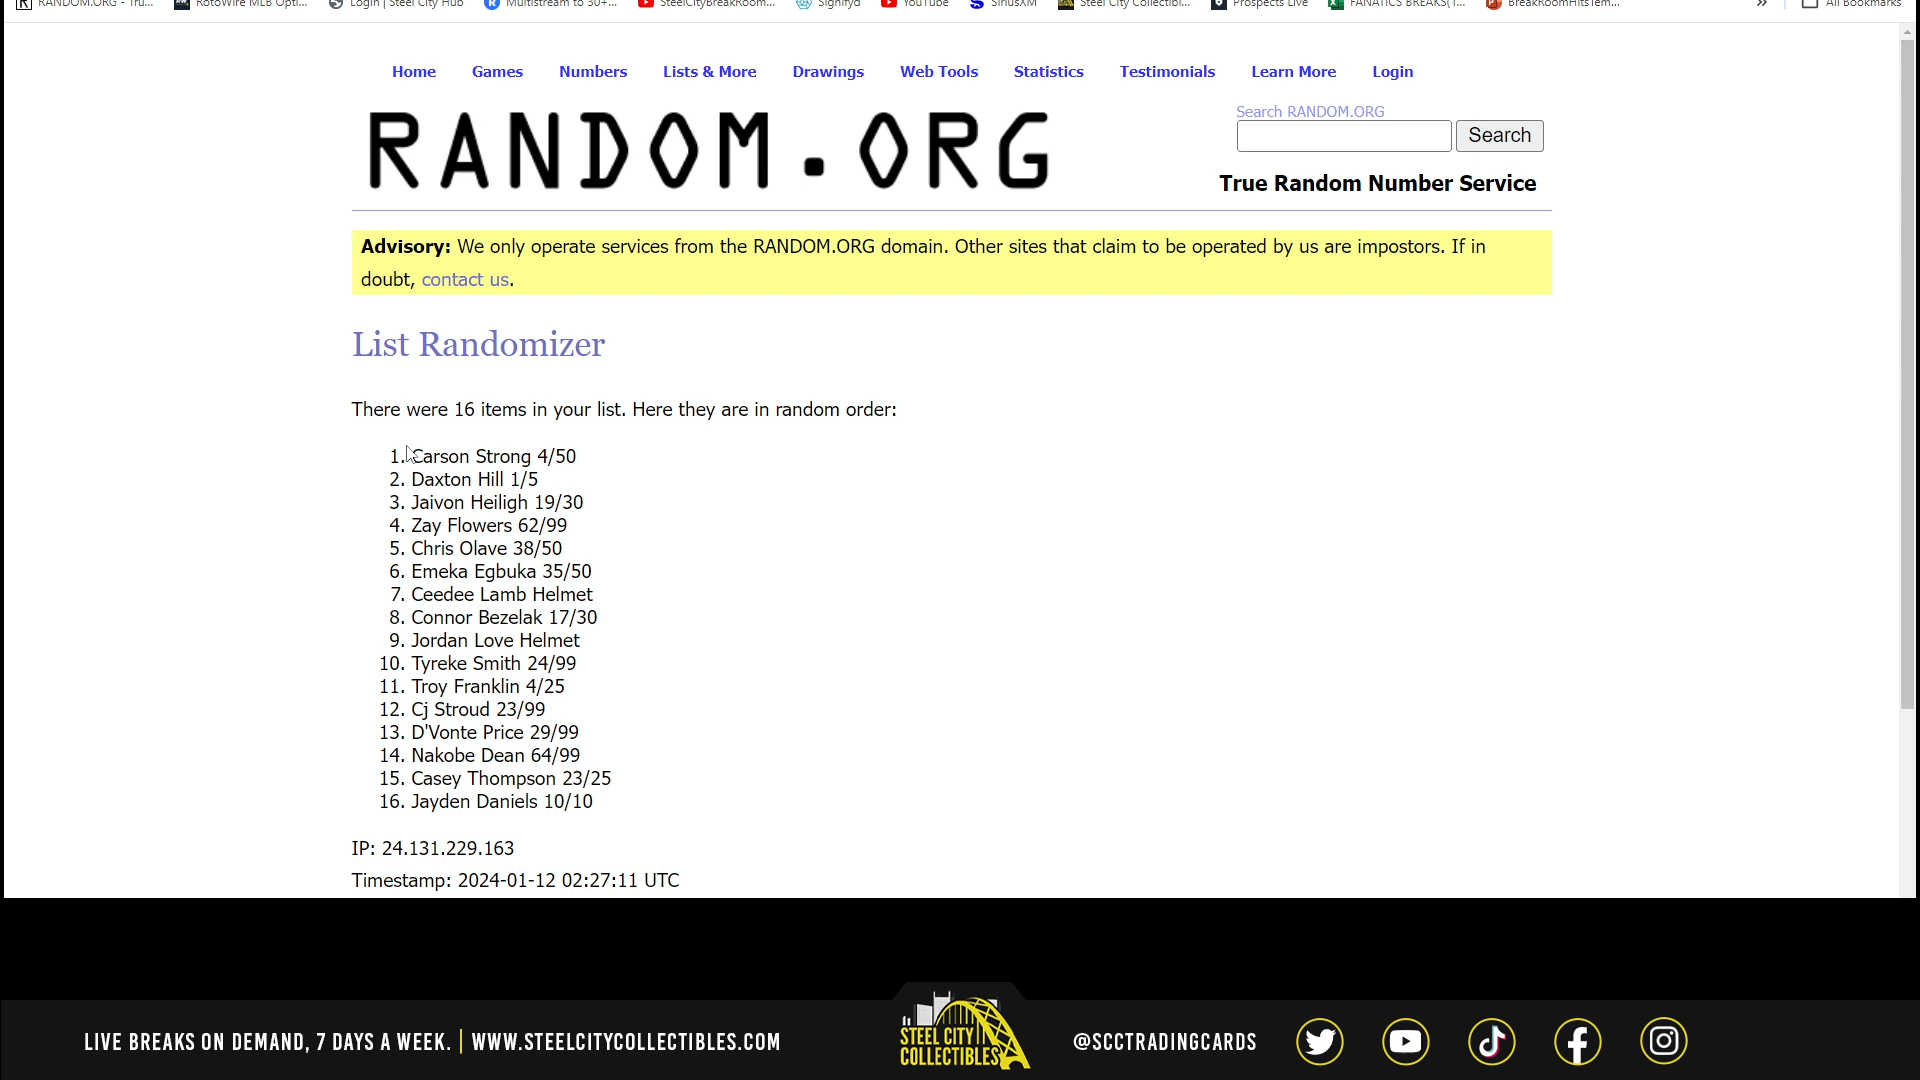 RANDOM.ORG - Tru... RotoWire MLB Opti... Login | Steel City Hub Multistream to 30+... SteelCityBreakRoom... Signifyd YouTube SiriusXM Steel City Collectibl... Prospects Live FANATICS BREAKS(1... BreakRoomHitsTem... » All Bookmarks
Home Games Numbers Lists & More Drawings Web Tools Statistics Testimonials Learn More Login
RANDOM.ORG
Search RANDOM.ORG
Search
True Random Number Service
Advisory: We only operate services from the RANDOM.ORG domain. Other sites that claim to be operated by us are impostors. If in
doubt, contact us.
List Randomizer
There were 16 items in your list. Here they are in random order:
1. Carson Strong 4/50
2. Daxton Hill 1/5
3. Jaivon Heiligh 19/30
4. Zay Flowers 62/99
5. Chris Olave 38/50
6. Emeka Egbuka 35/50
7. Ceedee Lamb Helmet
8. Connor Bezelak 17/30
9. Jordan Love Helmet
10. Tyreke Smith 24/99
11. Troy Franklin 4/25
12. Cj Stroud 23/99
13. D'Vonte Price 29/99
14. Nakobe Dean 64/99
15. Casey Thompson 23/25
16. Jayden Daniels 10/10
IP: 24.131.229.163
Timestamp: 2024-01-12 02:27:11 UTC
LIVE BREAKS ON DEMAND, 7 DAYS A WEEK. | WWW.STEELCITYCOLLECTIBLES.COM
STEEL CITY
COLLECTIBLES
@SCCTRADINGCARDS